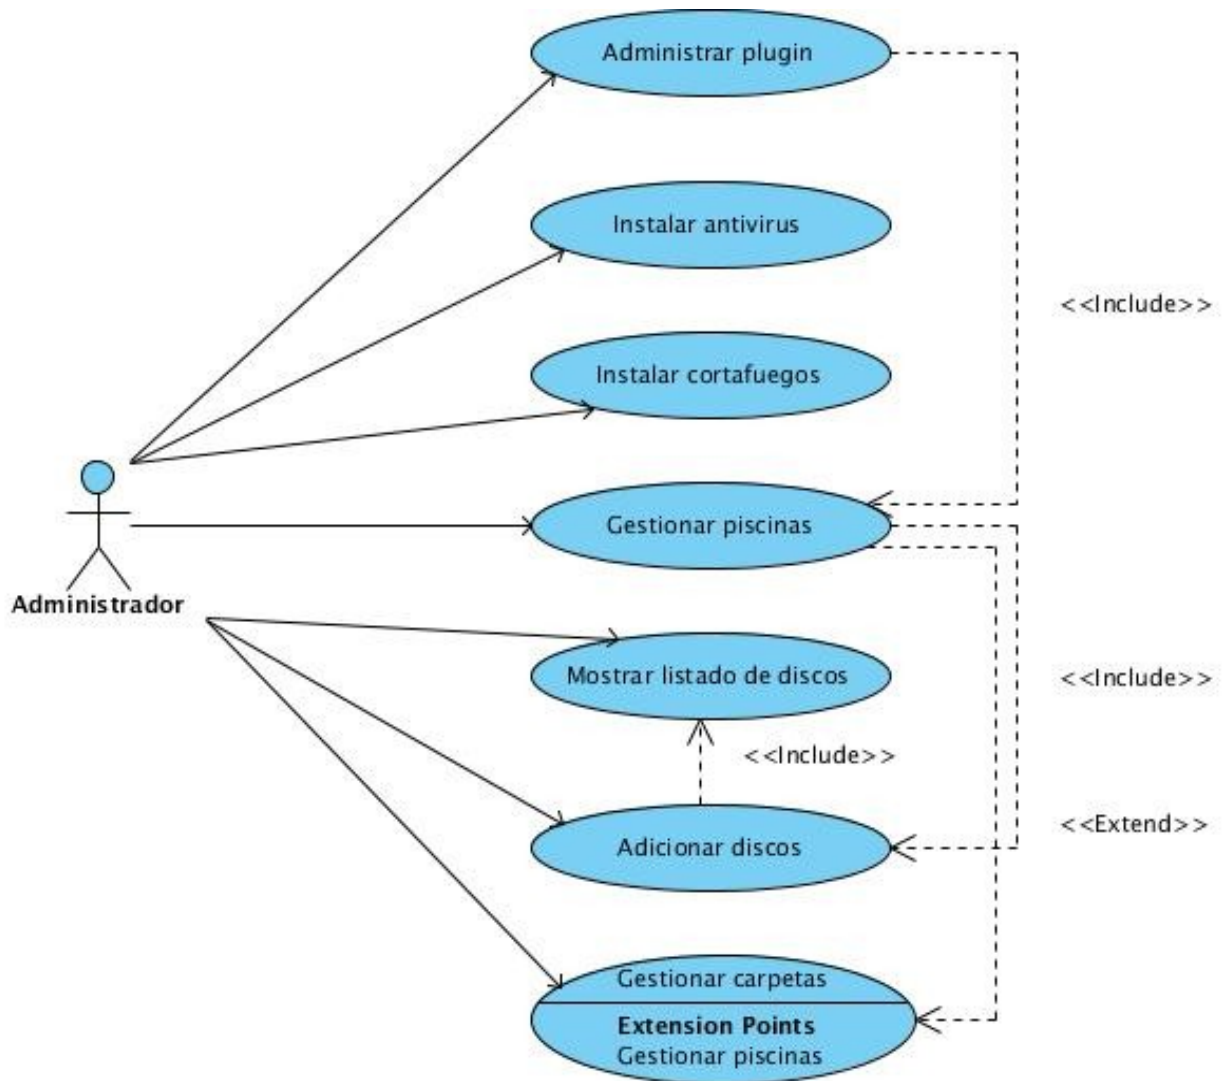 Administrar plugin
Instalar antivirus
<<Include>>
Instalar cortafuegos
Gestionar piscinas
Administrador
Mostrar listado de discos
<<Include>>
<<Include>>
Adicionar discos
<<Extend>>
Gestionar carpetas
Extension Points
Gestionar piscinas